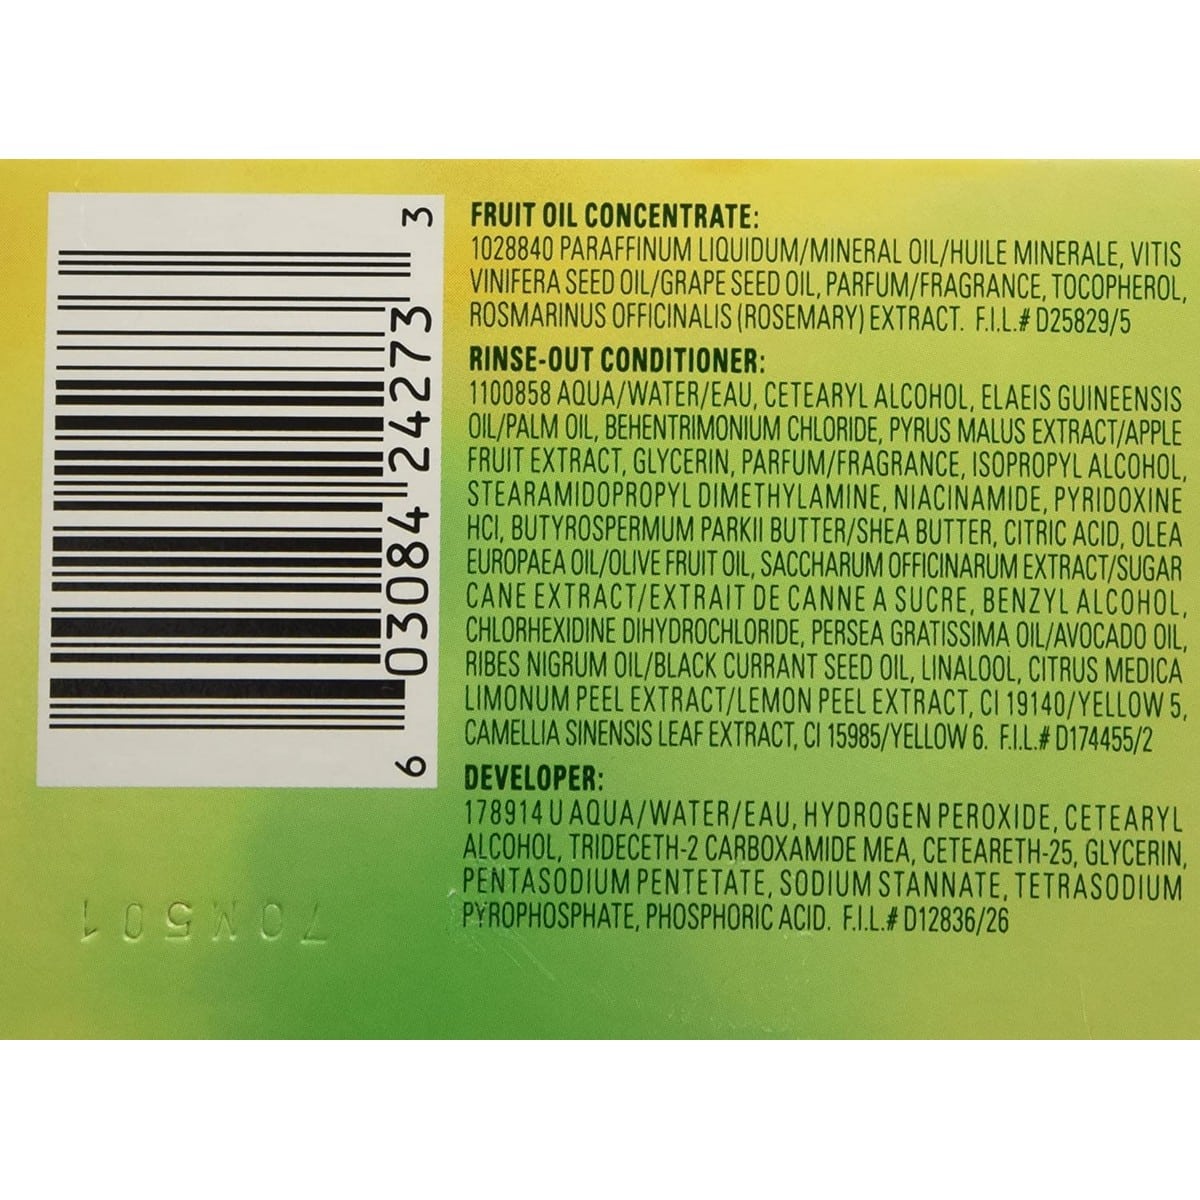 6 03084 24273 3
FRUIT OIL CONCENTRATE:
1028840 PARAFFINUM LIQUIDUM/MINERAL OIL/HUILE MINERALE, VITIS
VINIFERA SEED OIL/GRAPE SEED OIL, PARFUM/FRAGRANCE, TOCOPHEROL,
ROSMARINUS OFFICINALIS (ROSEMARY) EXTRACT. F.I.L.# D25829/5
RINSE-OUT CONDITIONER:
1100858 AQUA/WATER/EAU, CETEARYL ALCOHOL, ELAEIS GUINEENSIS
OIL/PALM OIL, BEHENTRIMONIUM CHLORIDE, PYRUS MALUS EXTRACT/APPLE
FRUIT EXTRACT, GLYCERIN, PARFUM/FRAGRANCE, ISOPROPYL ALCOHOL,
STEARAMIDOPROPYL DIMETHYLAMINE, NIACINAMIDE, PYRIDOXINE
HCI, BUTYROSPERMUM PARKII BUTTER/SHEA BUTTER, CITRIC ACID, OLEA
EUROPAEA OIL/OLIVE FRUIT OIL, SACCHARUM OFFICINARUM EXTRACT/SUGAR
CANE EXTRACT/EXTRAIT DE CANNE A SUCRE, BENZYL ALCOHOL,
CHLORHEXIDINE DIHYDROCHLORIDE, PERSEA GRATISSIMA OIL/AVOCADO OIL,
RIBES NIGRUM OIL/BLACK CURRANT SEED OIL, LINALOOL, CITRUS MEDICA
LIMONUM PEEL EXTRACT/LEMON PEEL EXTRACT, CI 19140/YELLOW 5,
CAMELLIA SINENSIS LEAF EXTRACT, CI 15985/YELLOW 6. F.I.L.# D174455/2
DEVELOPER:
178914 U AQUA/WATER/EAU, HYDROGEN PEROXIDE, CETEARYL
ALCOHOL, TRIDECETH-2 CARBOXAMIDE MEA, CETEARETH-25, GLYCERIN,
PENTASODIUM PENTETATE, SODIUM STANNATE, TETRASODIUM
PYROPHOSPHATE, PHOSPHORIC ACID. F.I.L.# D12836/26